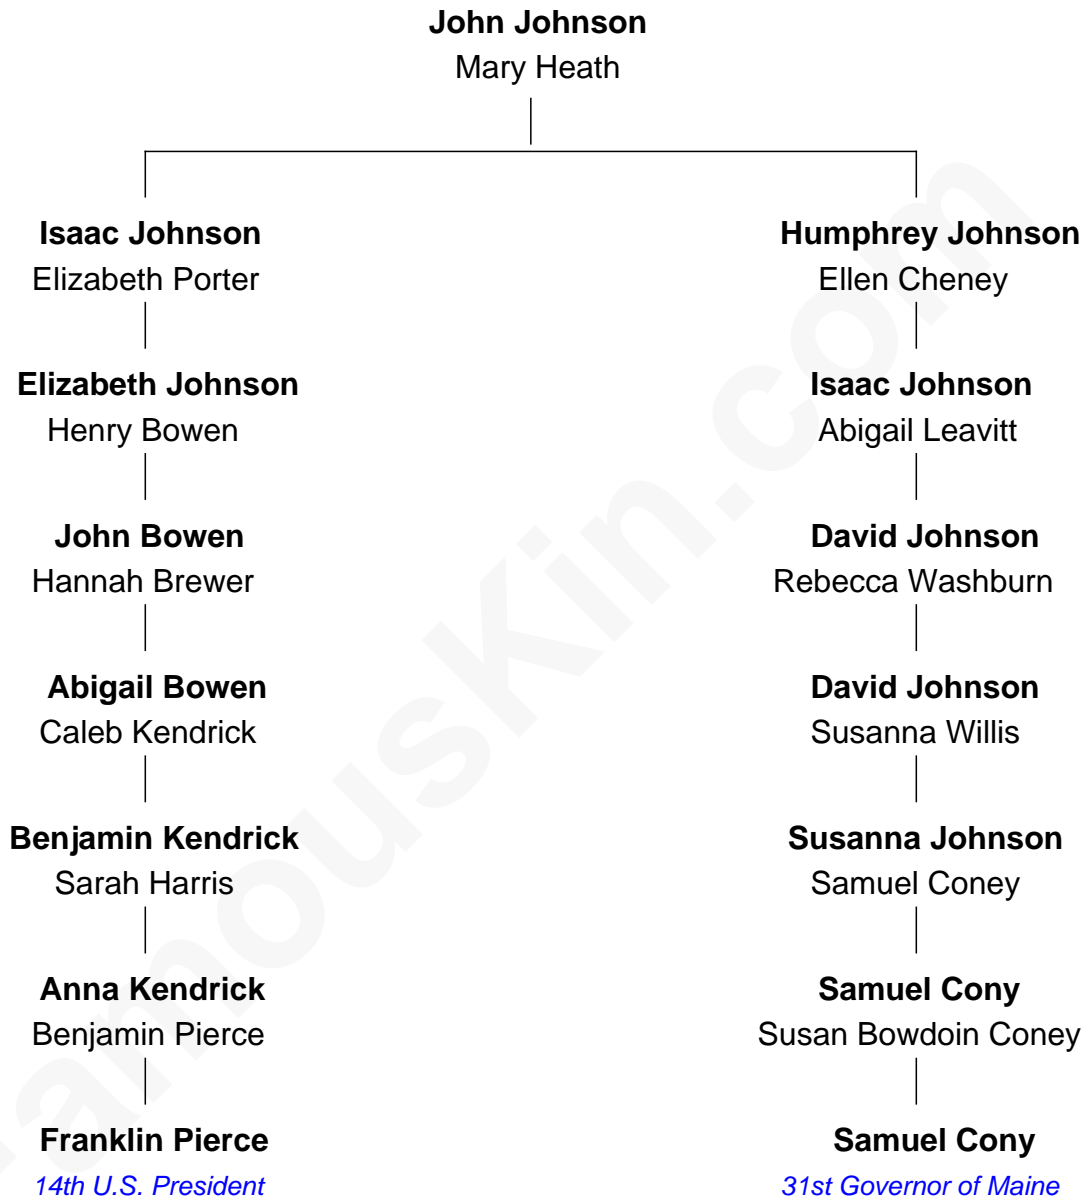 John Johnson
Mary Heath
Isaac Johnson
Elizabeth Porter
Humphrey Johnson
Ellen Cheney
Elizabeth Johnson
Henry Bowen
Isaac Johnson
Abigail Leavitt
John Bowen
Hannah Brewer
David Johnson
Rebecca Washburn
Abigail Bowen
Caleb Kendrick
David Johnson
Susanna Willis
Benjamin Kendrick
Sarah Harris
Susanna Johnson
Samuel Coney
Anna Kendrick
Benjamin Pierce
Samuel Cony
Susan Bowdoin Coney
Franklin Pierce
14th U.S. President
Samuel Cony
31st Governor of Maine
FamousKin.com